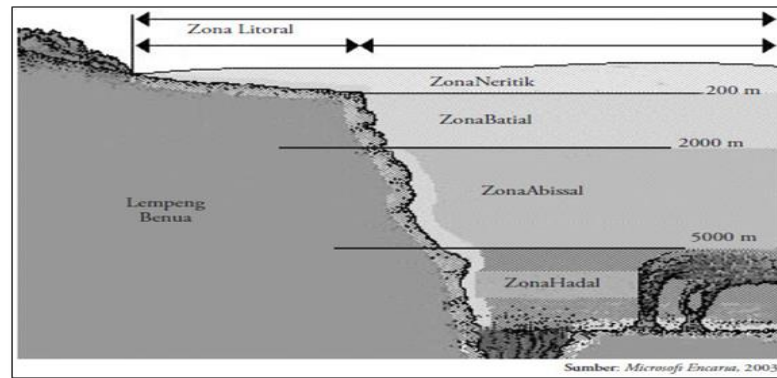 Zona Litoral
ZonaNeritik
200 m
ZonaBatial
2000 m
ZonaAbissal
Lempeng
Benua
5000 m
ZonaHadal
Sumber: Microsoft Encarta, 2003